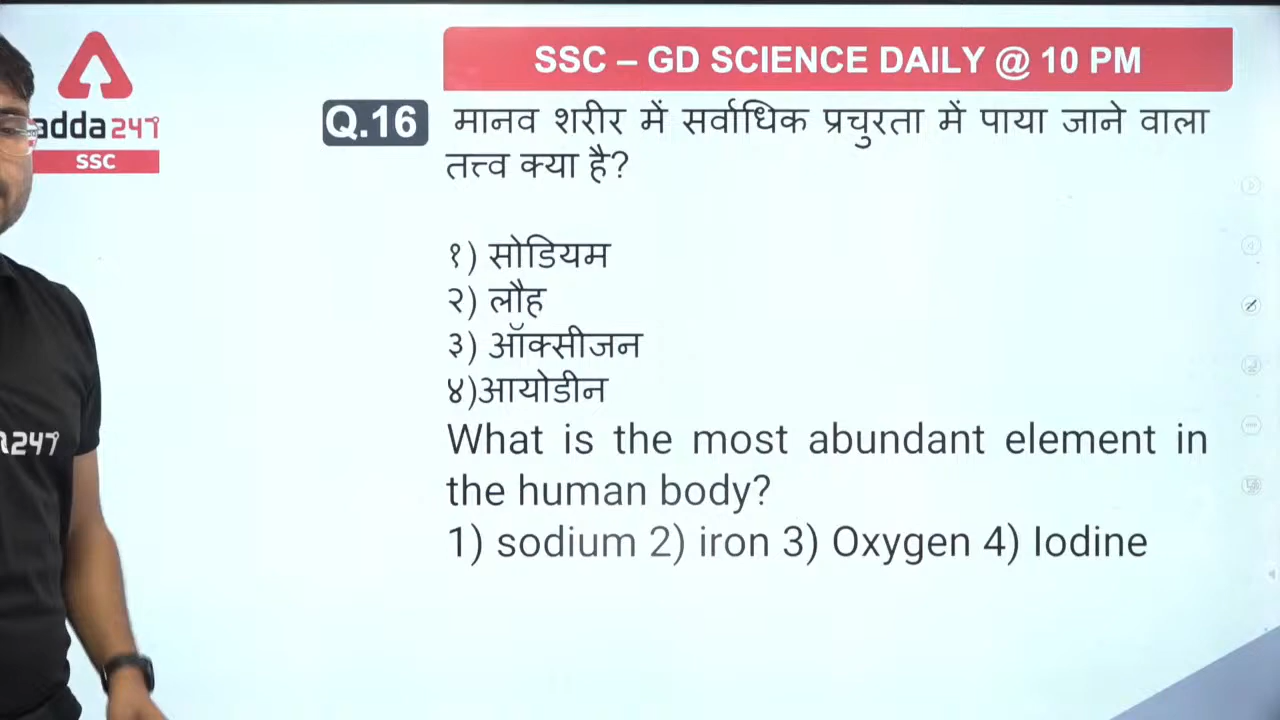 SSC – GD SCIENCE DAILY @ 10 PM
adda247
SSC
Q.16 मानव शरीर में सर्वाधिक प्रचुरता में पाया जाने वाला
तत्त्व क्या है?
१) सोडियम
२) लौह
३) ऑक्सीजन
४)आयोडीन
What is the most abundant element in
the human body?
1) sodium 2) iron 3) Oxygen 4) Iodine
247